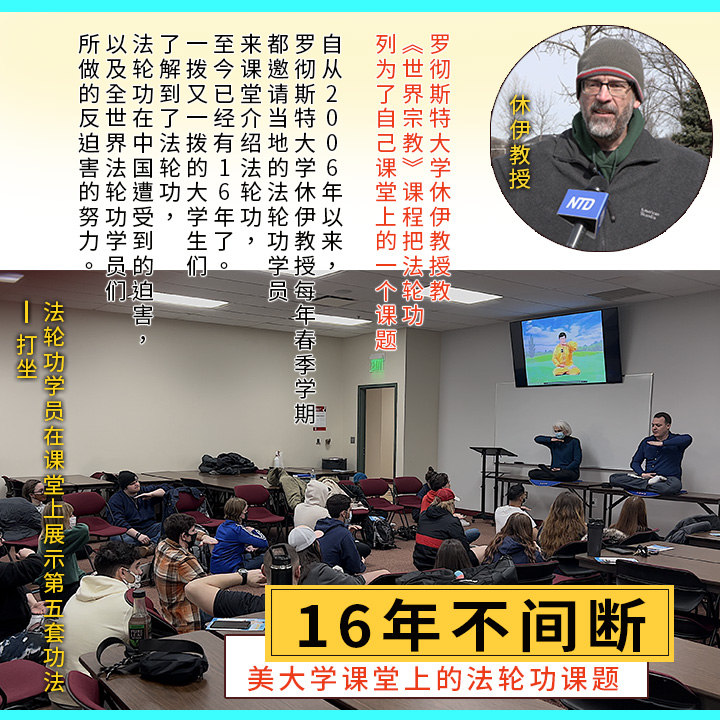 罗彻斯特大学休伊教授教
《世界宗教》课程把法轮功
列为了自己课堂上的一个课题
自从2006年以来，
罗彻斯特大学休伊教授每年春季学期
都邀请当地的法轮功学员
来课堂介绍法轮功，
至今已经有16年了。
一拨又一拨的大学生们
了解到了法轮功，
法轮功在中国遭受到的迫害，
以及全世界法轮功学员们
所做的反迫害的努力。
休伊教授
NTD
法轮功学员在课堂上展示第五套功法
—打坐
16年不间断
美大学课堂上的法轮功课题